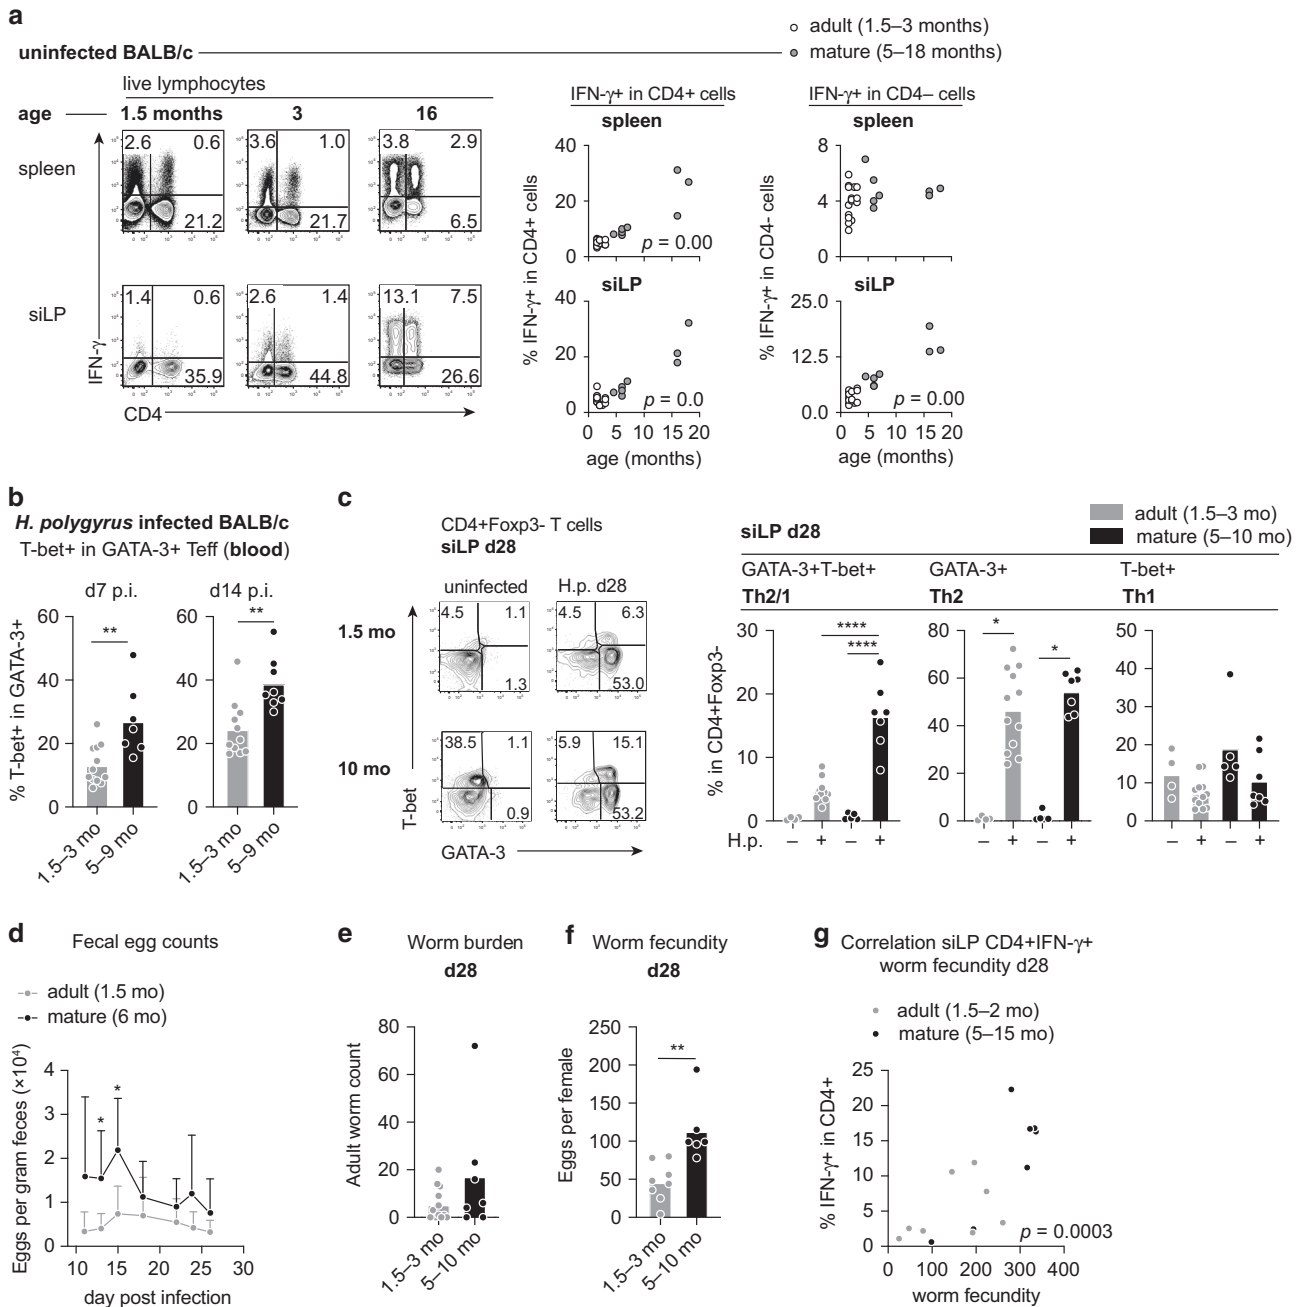 a
adult (1.5–3 months)
mature (5–18 months)
uninfected BALB/c
live lymphocytes
age
1.5 months
3
16
spleen
2.6 0.6
21.2
3.6 1.0
21.7
3.8 2.9
6.5
siLP
1.4 0.6
35.9
2.6 1.4
44.8
13.1 7.5
26.6
IFN-γ
CD4
IFN-γ+ in CD4+ cells
spleen
40
20
0
p = 0.00
siLP
40
20
0
p = 0.0
0 5 10 15 20
age (months)
% IFN-γ+ in CD4+ cells
IFN-γ+ in CD4– cells
spleen
8
4
0
siLP
25.0
12.5
0.0
p = 0.00
0 5 10 15 20
age (months)
% IFN-γ+ in CD4- cells
b
H. polygyrus infected BALB/c
T-bet+ in GATA-3+ Teff (blood)
d7 p.i.
d14 p.i.
% T-bet+ in GATA-3+
60
40
20
0
**
1.5–3 mo
5–9 mo
60
40
20
0
**
1.5–3 mo
5–9 mo
c
CD4+Foxp3- T cells
siLP d28
uninfected
H.p. d28
1.5 mo
4.5 1.1
1.3
4.5 6.3
53.0
10 mo
38.5 1.1
0.9
5.9 15.1
53.2
T-bet
GATA-3
adult (1.5–3 mo)
mature (5–10 mo)
siLP d28
GATA-3+T-bet+
Th2/1
GATA-3+
Th2
T-bet+
Th1
% in CD4+Foxp3-
30
20
10
0
****
****
80
60
40
20
0
*
*
50
40
30
20
10
0
H.p. – + – +
– + – +
– + – +
d
Fecal egg counts
adult (1.5 mo)
mature (6 mo)
Eggs per gram feces (×10⁴)
4
3
2
1
0
*
*
10 15 20 26 30
day post infection
e
Worm burden
d28
Adult worm count
80
60
40
20
0
1.5–3 mo
5–10 mo
f
Worm fecundity
d28
Eggs per female
250
200
150
100
50
0
**
1.5–3 mo
5–10 mo
g
Correlation siLP CD4+IFN-γ+
worm fecundity d28
adult (1.5–2 mo)
mature (5–15 mo)
% IFN-γ+ in CD4+
25
20
15
10
5
0
p = 0.0003
0 100 200 300 400
worm fecundity